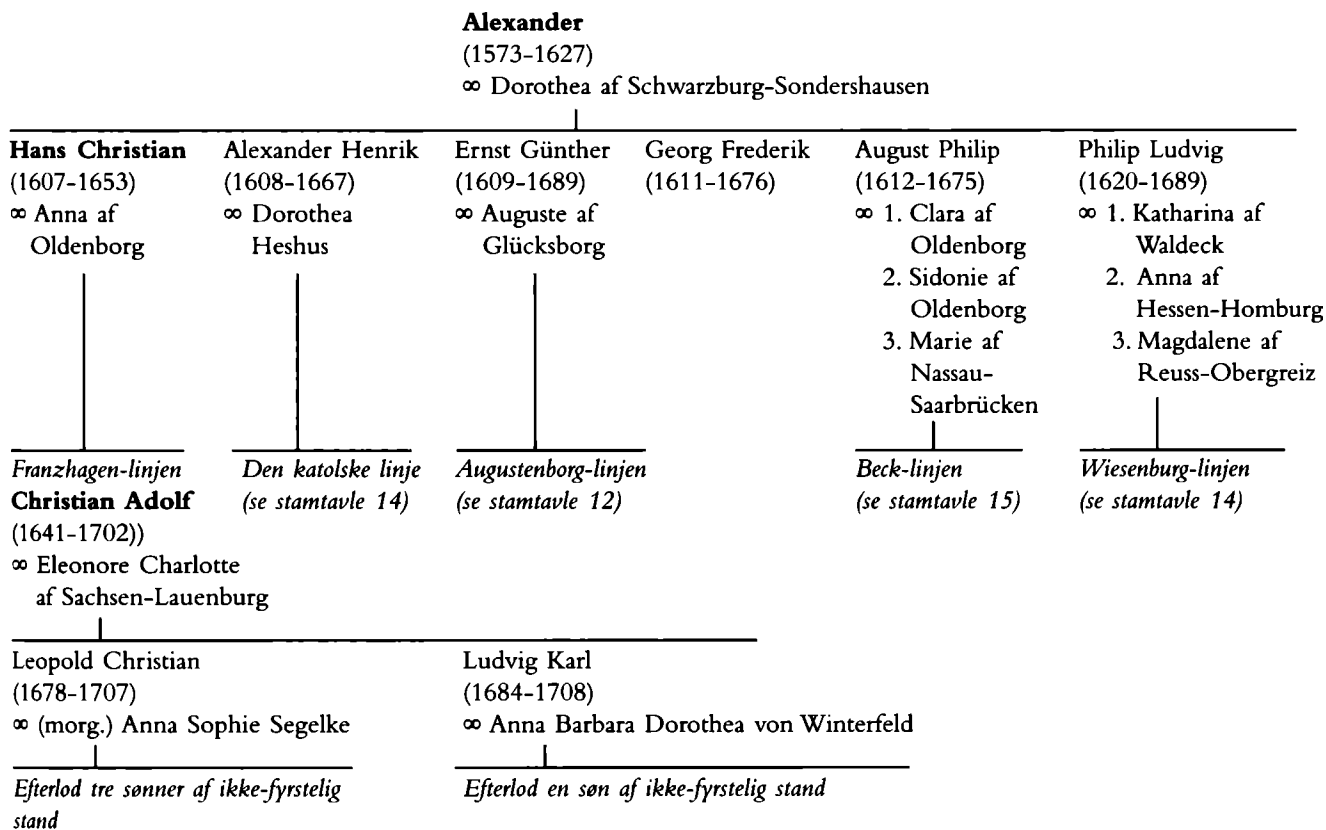 Alexander
(1573-1627)
∞ Dorothea af Schwarzburg-Sondershausen
Hans Christian
(1607-1653)
∞ Anna af
Oldenborg
Alexander Henrik
(1608-1667)
∞ Dorothea
Heshus
Ernst Günther
(1609-1689)
∞ Auguste af
Glücksborg
Georg Frederik
(1611-1676)
August Philip
(1612-1675)
∞ 1. Clara af
Oldenborg
2. Sidonie af
Oldenborg
3. Marie af
Nassau-
Saarbrücken
Philip Ludvig
(1620-1689)
∞ 1. Katharina af
Waldeck
2. Anna af
Hessen-Homburg
3. Magdalene af
Reuss-Obergreiz
Franzhagen-linjen
Den katolske linje
(se stamtavle 14)
Augustenborg-linjen
(se stamtavle 12)
Beck-linjen
(se stamtavle 15)
Wiesenburg-linjen
(se stamtavle 14)
Christian Adolf
(1641-1702))
∞ Eleonore Charlotte
af Sachsen-Lauenburg
Leopold Christian
(1678-1707)
∞ (morg.) Anna Sophie Segelke
Efterlod tre sønner af ikke-fyrstelig
stand
Ludvig Karl
(1684-1708)
∞ Anna Barbara Dorothea von Winterfeld
Efterlod en søn af ikke-fyrstelig stand